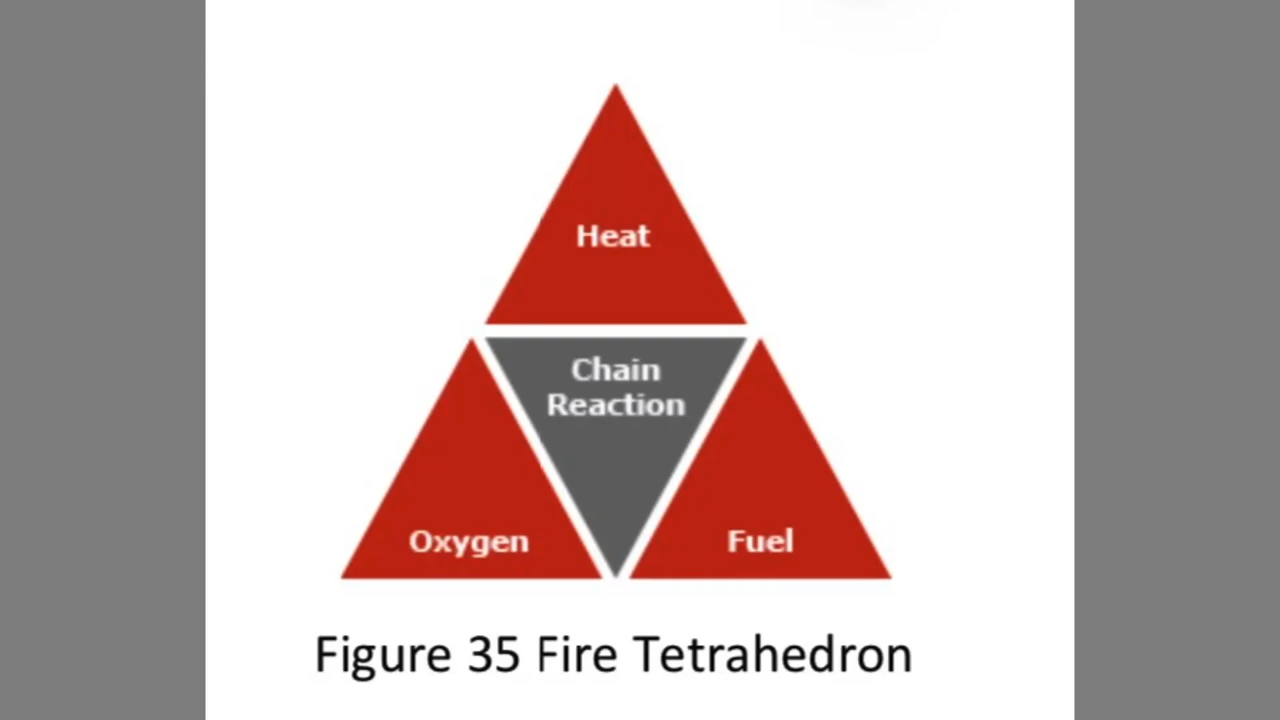 Heat
Chain
Reaction
Oxygen
Fuel
Figure 35 Fire Tetrahedron